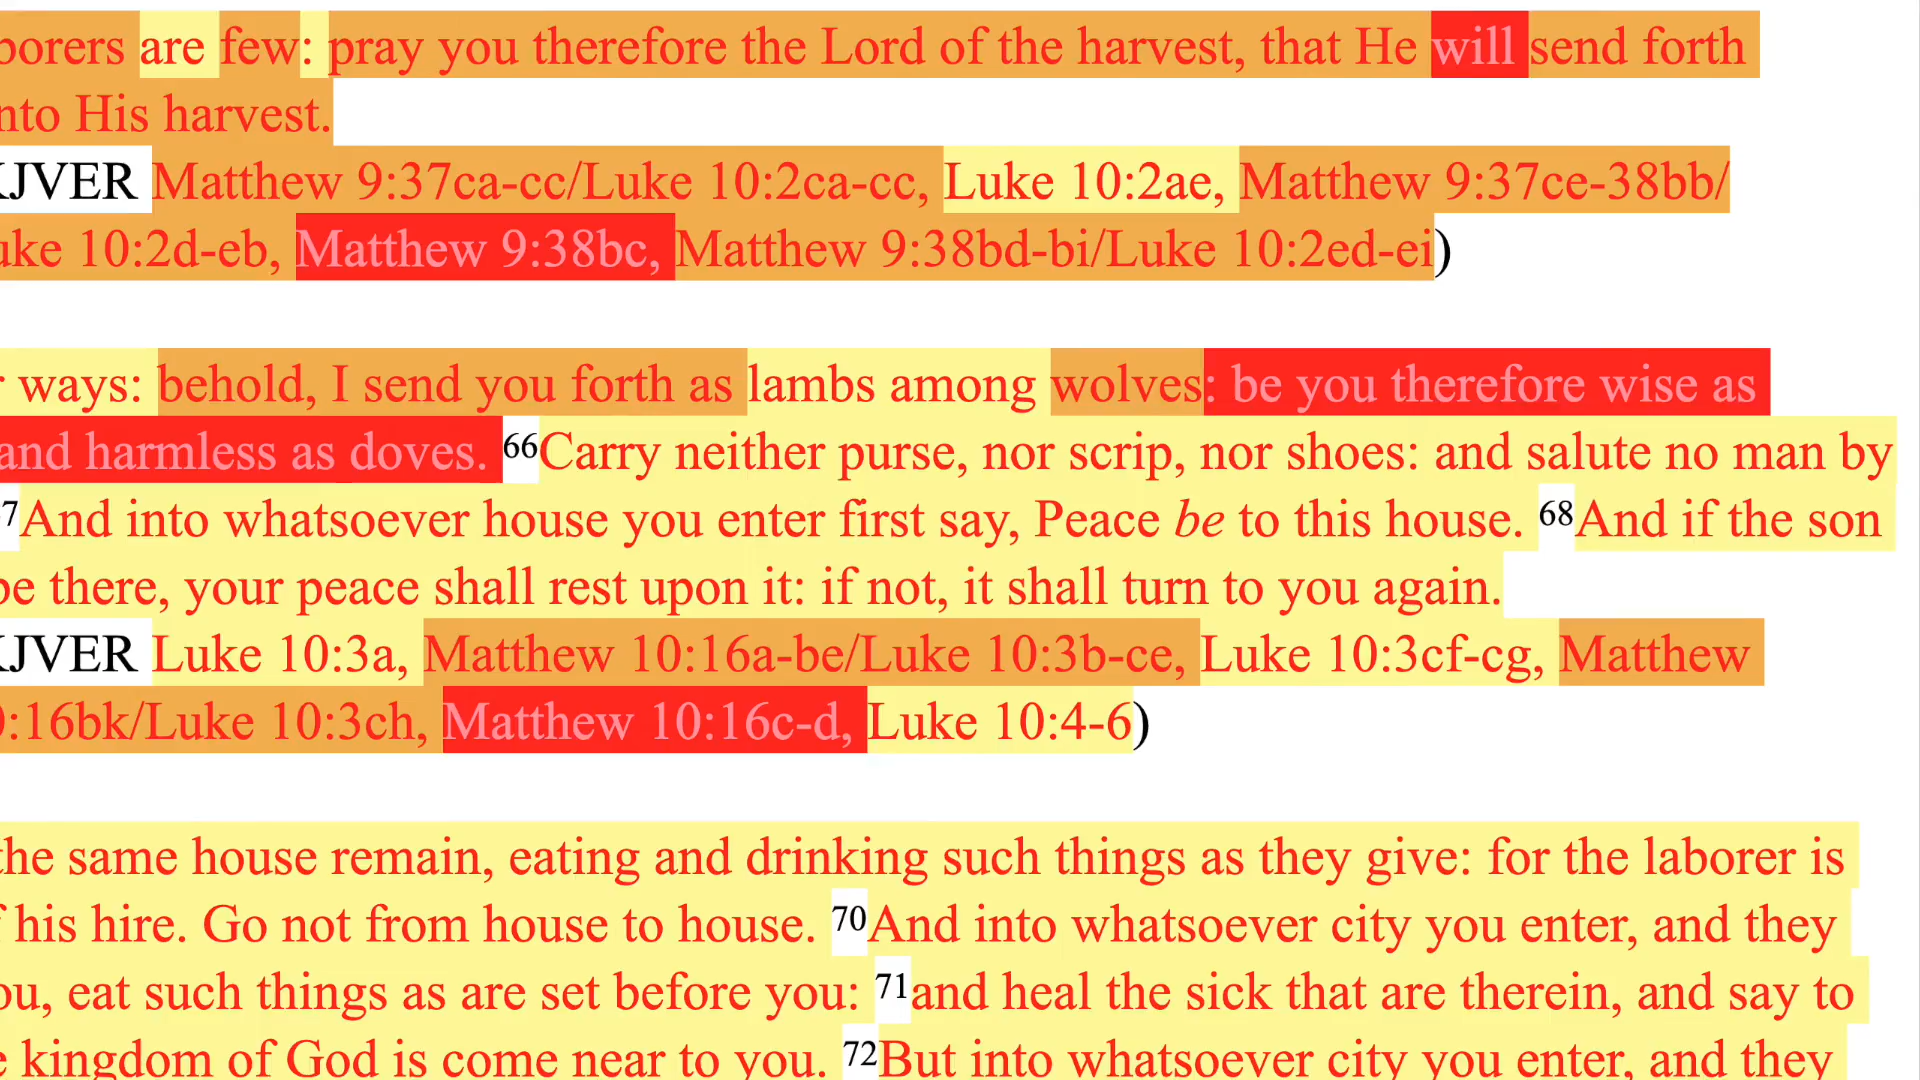 borers are few: pray you therefore the Lord of the harvest, that He will send forth
nto His harvest.
KJVER Matthew 9:37ca-cc/Luke 10:2ca-cc, Luke 10:2ae, Matthew 9:37ce-38bb/
uke 10:2d-eb, Matthew 9:38bc, Matthew 9:38bd-bi/Luke 10:2ed-ei)
r ways: behold, I send you forth as lambs among wolves: be you therefore wise as
and harmless as doves. 66Carry neither purse, nor scrip, nor shoes: and salute no man by
7And into whatsoever house you enter first say, Peace be to this house. 68And if the son
be there, your peace shall rest upon it: if not, it shall turn to you again.
KJVER Luke 10:3a, Matthew 10:16a-be/Luke 10:3b-ce, Luke 10:3cf-cg, Matthew
0:16bk/Luke 10:3ch, Matthew 10:16c-d, Luke 10:4-6)
the same house remain, eating and drinking such things as they give: for the laborer is
f his hire. Go not from house to house. 70And into whatsoever city you enter, and they
ou, eat such things as are set before you: 71and heal the sick that are therein, and say to
e kingdom of God is come near to you. 72But into whatsoever city you enter, and they